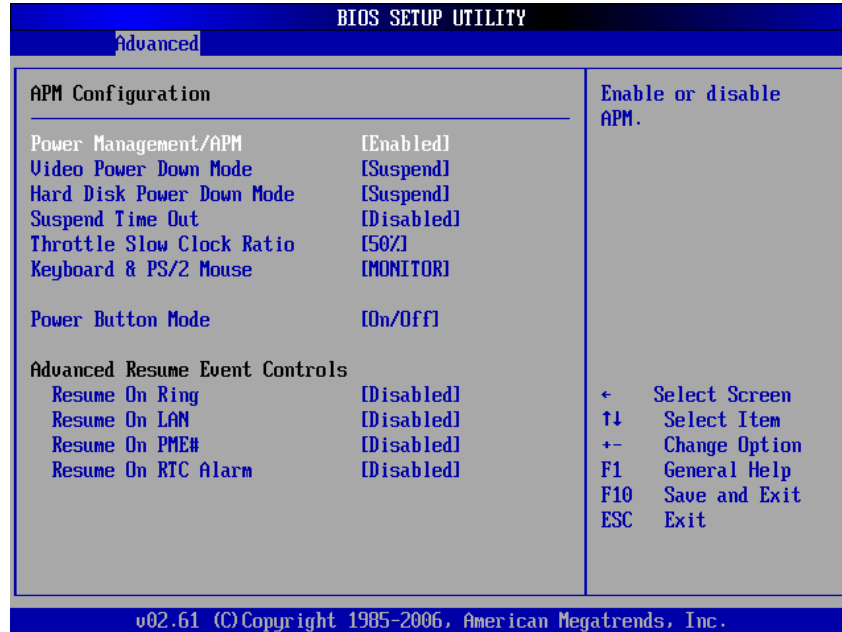 BIOS SETUP UTILITY
Advanced
APM Configuration
Power Management/APM [Enabled]
Video Power Down Mode [Suspend]
Hard Disk Power Down Mode [Suspend]
Suspend Time Out [Disabled]
Throttle Slow Clock Ratio [50%]
Keyboard & PS/2 Mouse [MONITOR]
Power Button Mode [On/Off]
Advanced Resume Event Controls
Resume On Ring [Disabled]
Resume On LAN [Disabled]
Resume On PME# [Disabled]
Resume On RTC Alarm [Disabled]
Enable or disable
APM.
← Select Screen
↑↓ Select Item
+- Change Option
F1 General Help
F10 Save and Exit
ESC Exit
v02.61 (C)Copyright 1985-2006, American Megatrends, Inc.